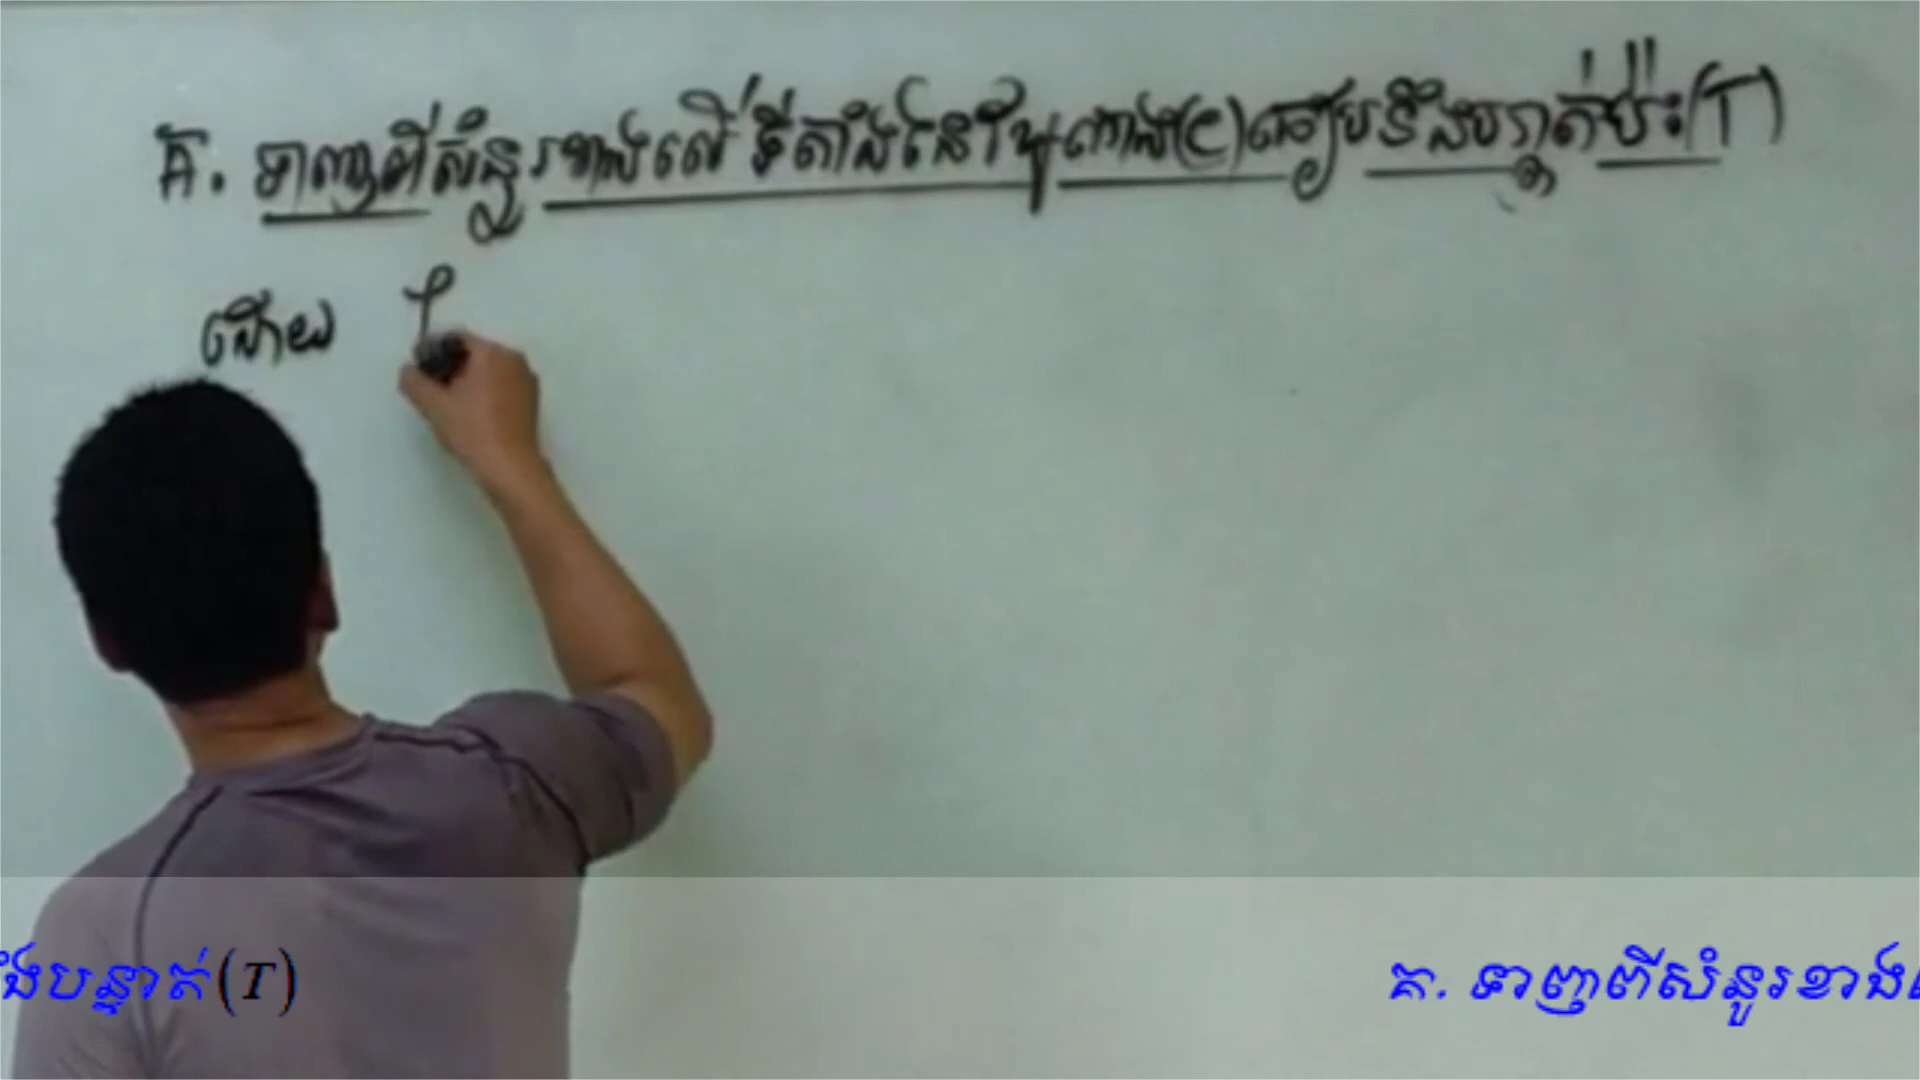 គ. ទាញពីសំនួរខាងលើ ទីតាំងនៃខ្សែកោង(C)ធៀបនឹងបន្ទាត់ប៉ះ(T)
ដោយ f
ឹងបន្ទាត់(T)
គ. ទាញពីសំនួរខាង